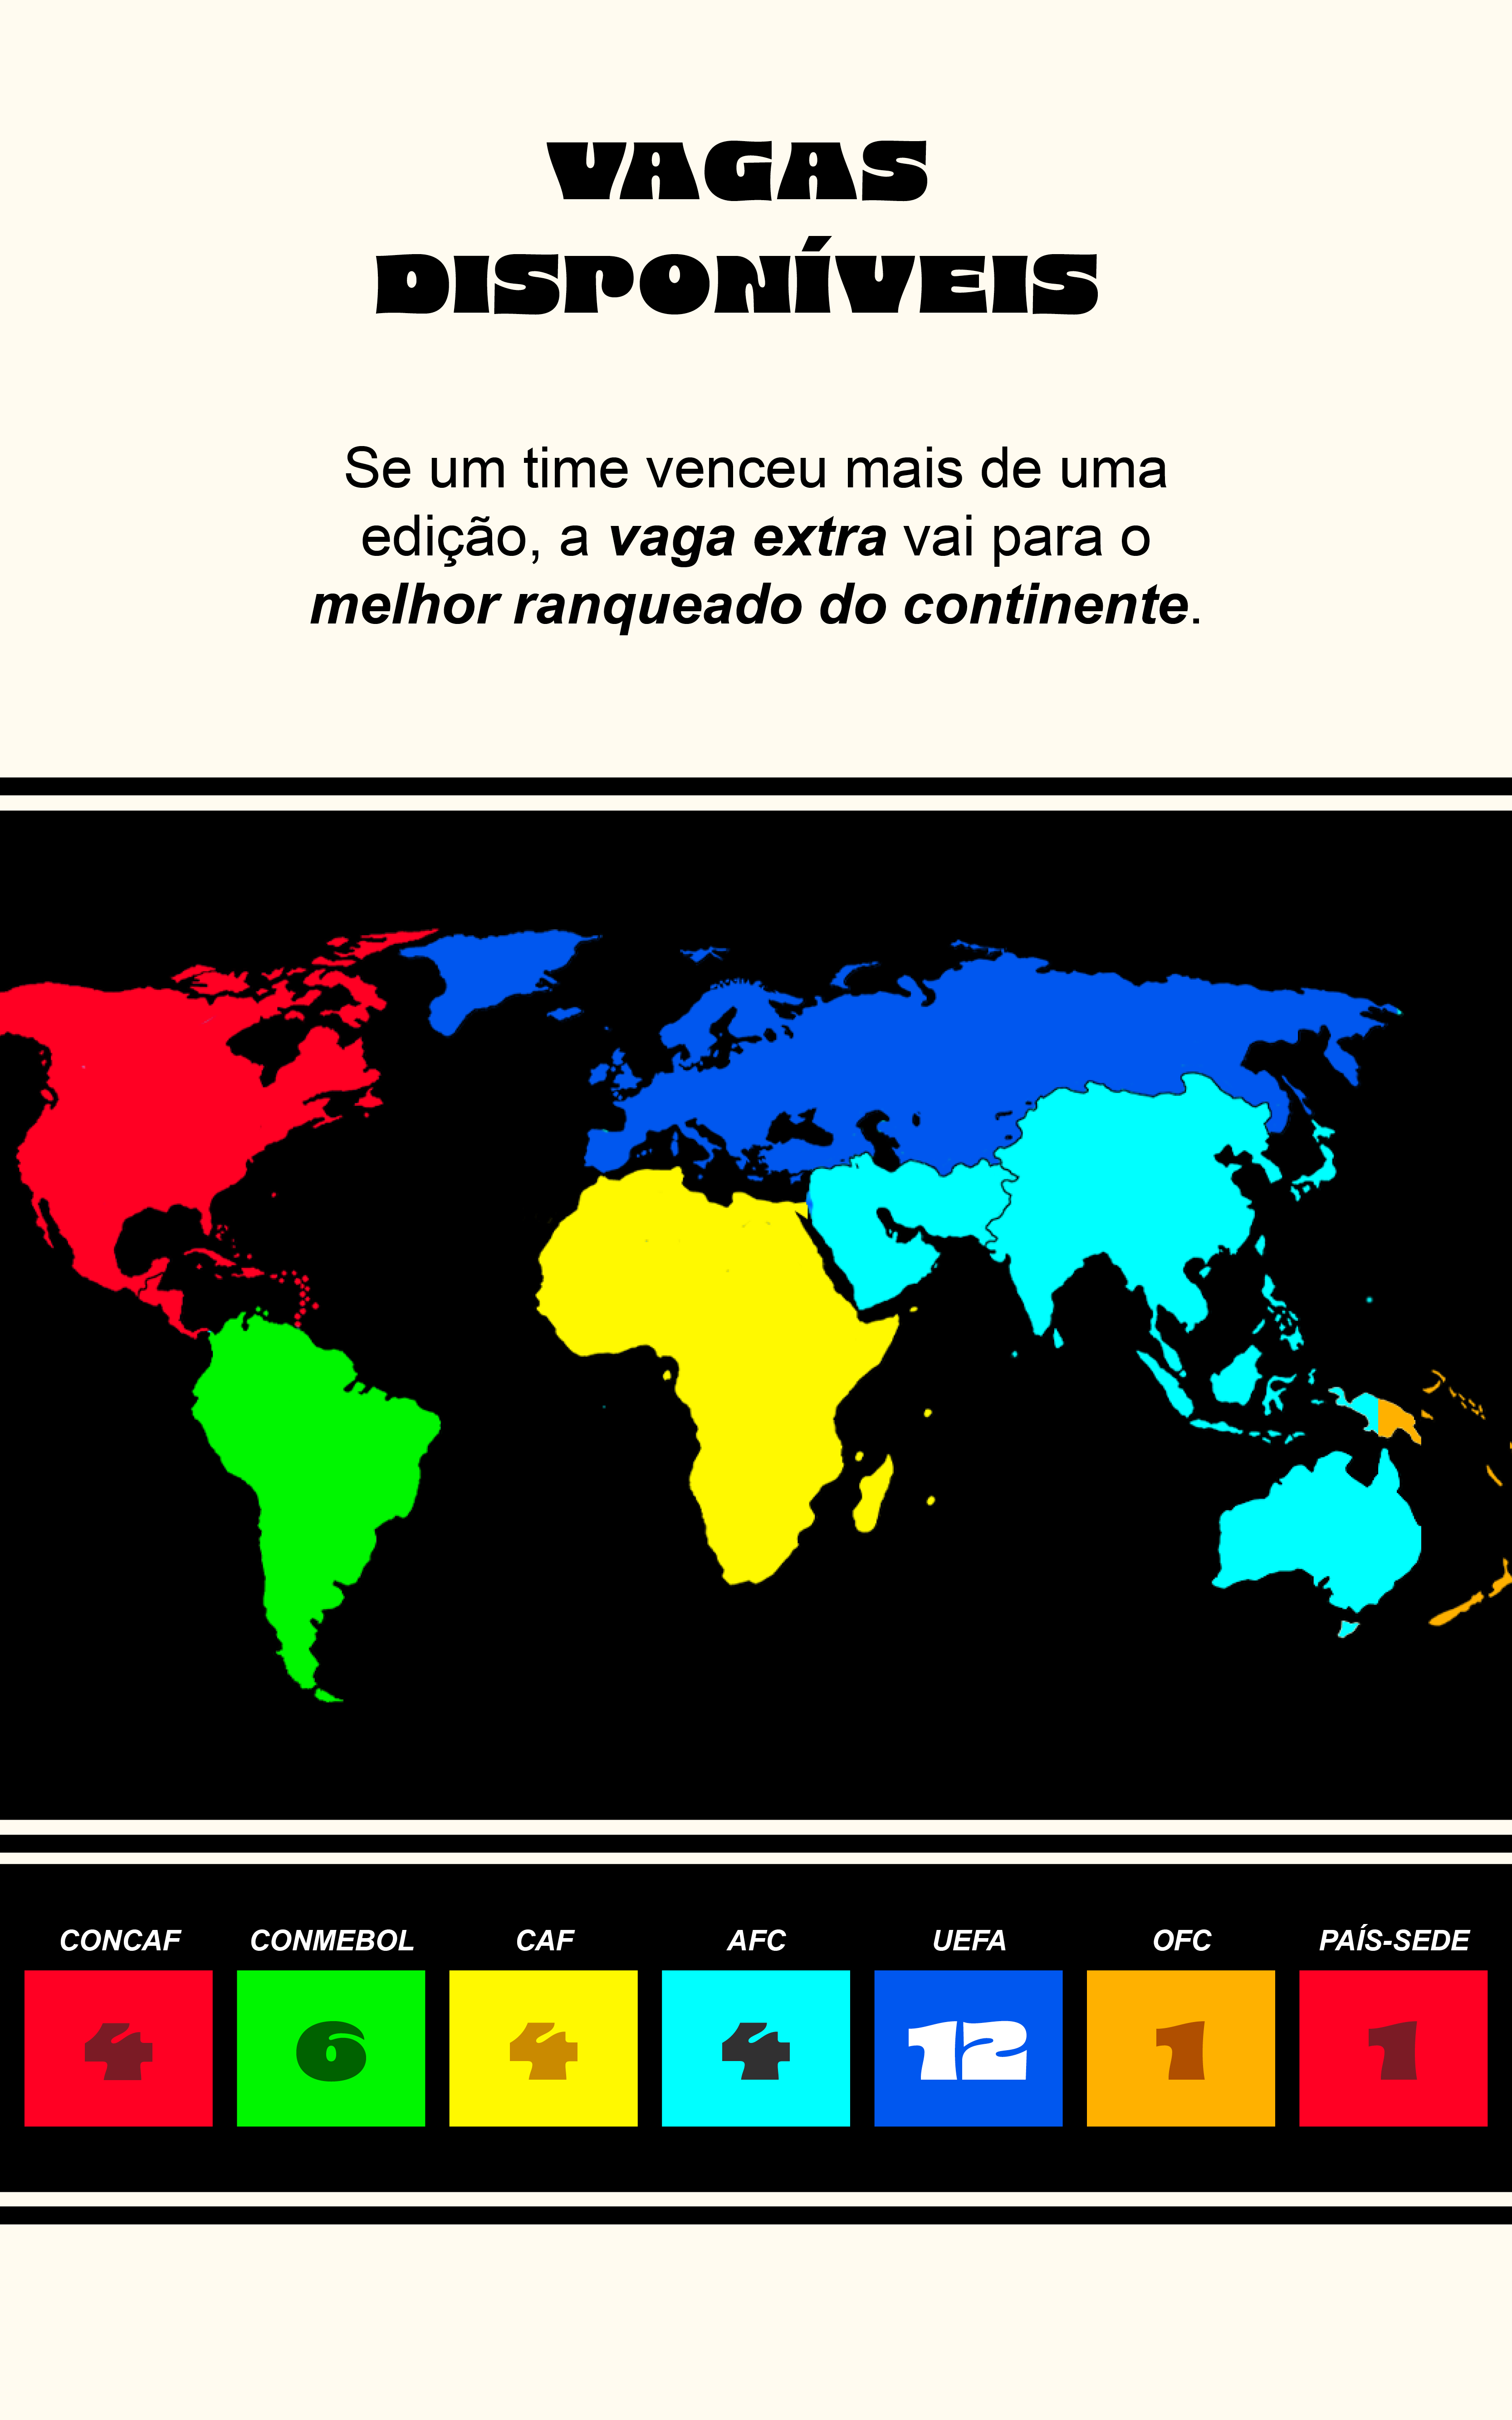 VAGAS
DISPONÍVEIS
Se um time venceu mais de uma
edição, a vaga extra vai para o
melhor ranqueado do continente.
CONCAF CONMEBOL CAF AFC UEFA OFC PAÍS-SEDE
4 6 4 4 12 1 1